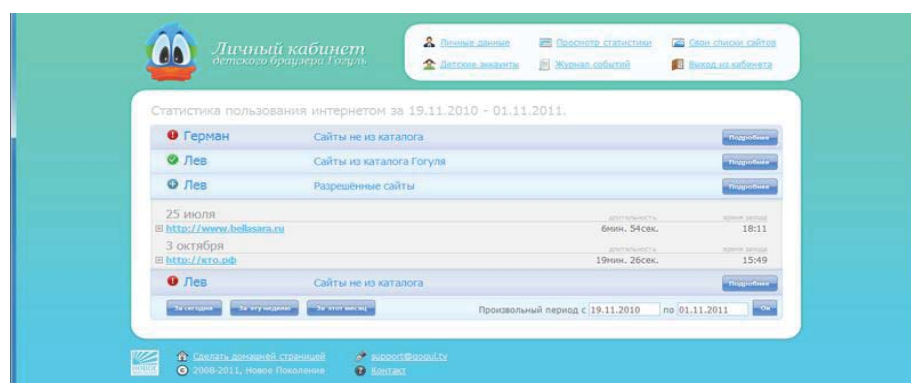 Личный кабинет
детского браузера Гогуль
Личные данные
Просмотр статистики
Свои списки сайтов
Детские аккаунты
Журнал событий
Выход из кабинета
Статистика пользования интернетом за 19.11.2010 - 01.11.2011.
Герман Сайты не из каталога Подробнее
Лев Сайты из каталога Гогуля Подробнее
Лев Разрешённые сайты Подробнее
25 июля длительность время захода
http://www.bellasara.ru 6мин. 54сек. 18:11
3 октября длительность время захода
http://кто.рф 19мин. 26сек. 15:49
Лев Сайты не из каталога Подробнее
За сегодня За эту неделю За этот месяц Произвольный период с 19.11.2010 по 01.11.2011 Ок
Сделать домашней страницей support@gogul.tv
2008-2011, Новое Поколение Контакт